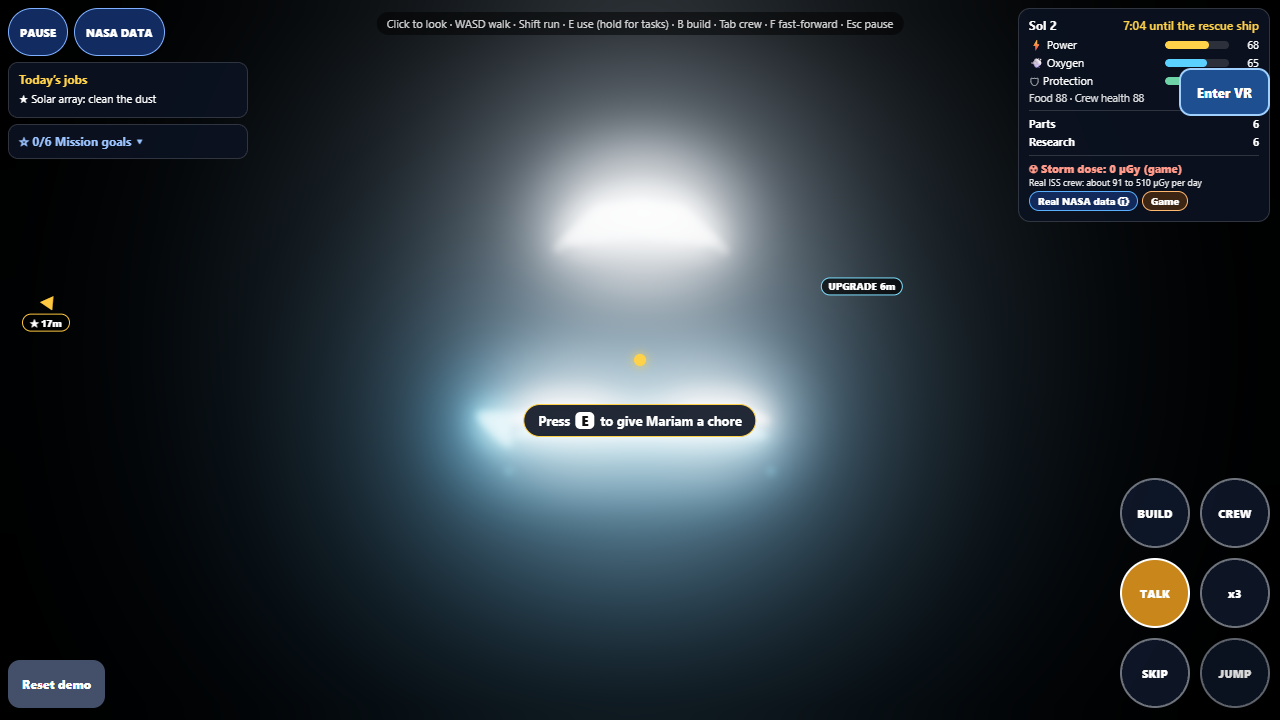 PAUSE
NASA DATA
Click to look · WASD walk · Shift run · E use (hold for tasks) · B build · Tab crew · F fast-forward · Esc pause
Today's jobs
★ Solar array: clean the dust
☆ 0/6 Mission goals ▾
Sol 2
7:04 until the rescue ship
Power 68
Oxygen 65
Protection
Food 88 · Crew health 88
Enter VR
Parts 6
Research 6
☢ Storm dose: 0 µGy (game)
Real ISS crew: about 91 to 510 µGy per day
Real NASA data ⓘ
Game
UPGRADE 6m
★ 17m
Press E to give Mariam a chore
BUILD
CREW
TALK
x3
SKIP
JUMP
Reset demo